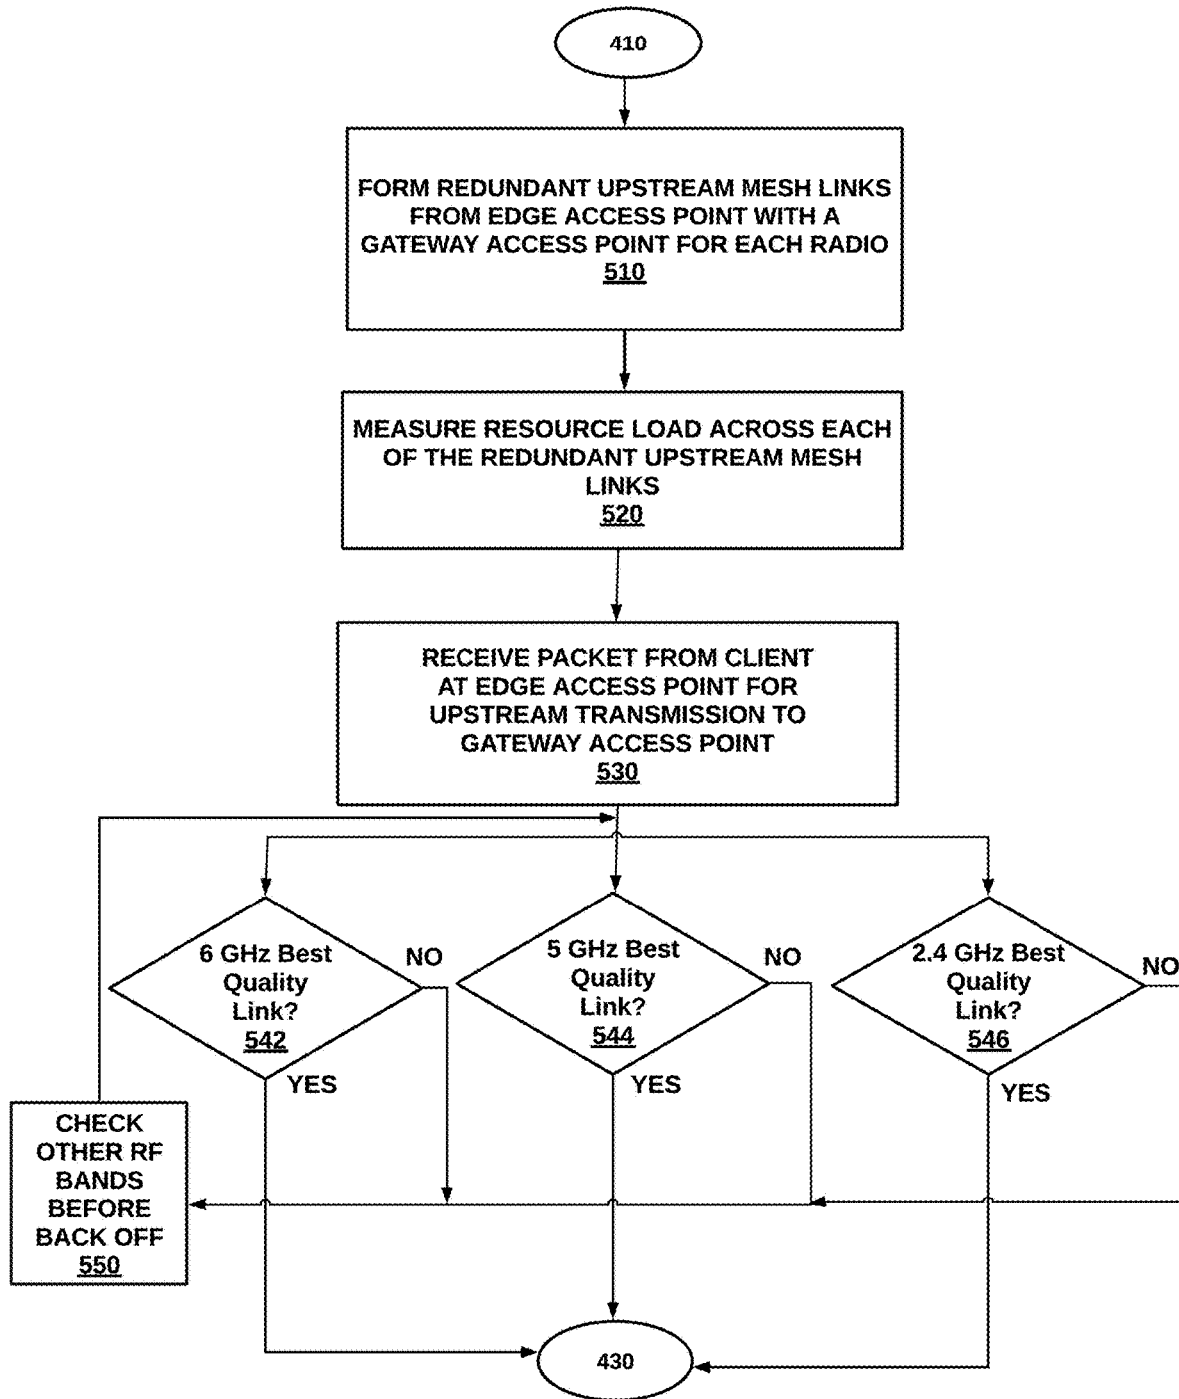 410
FORM REDUNDANT UPSTREAM MESH LINKS
FROM EDGE ACCESS POINT WITH A
GATEWAY ACCESS POINT FOR EACH RADIO
510
MEASURE RESOURCE LOAD ACROSS EACH
OF THE REDUNDANT UPSTREAM MESH
LINKS
520
RECEIVE PACKET FROM CLIENT
AT EDGE ACCESS POINT FOR
UPSTREAM TRANSMISSION TO
GATEWAY ACCESS POINT
530
6 GHz Best
Quality
Link?
542
NO
YES
5 GHz Best
Quality
Link?
544
NO
YES
2.4 GHz Best
Quality
Link?
546
NO
YES
CHECK
OTHER RF
BANDS
BEFORE
BACK OFF
550
430